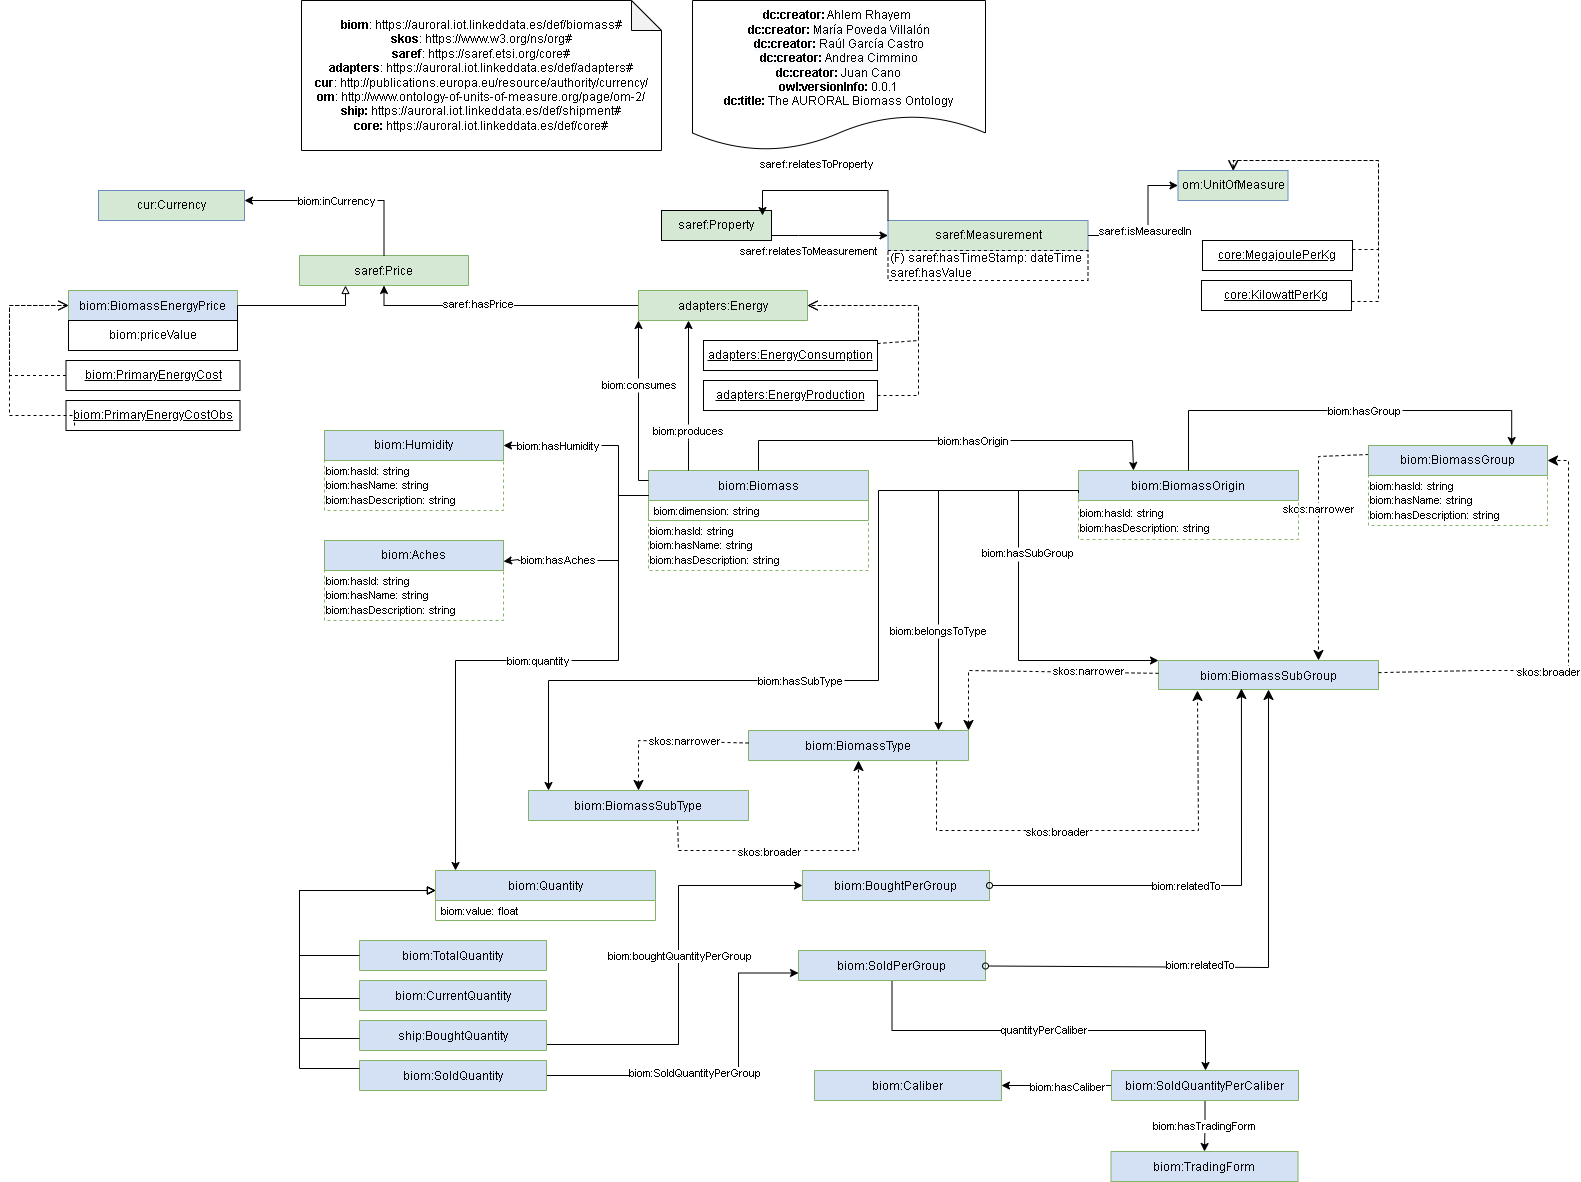 biom: https://auroral.iot.linkeddata.es/def/biomass#
skos: https://www.w3.org/ns/org#
saref: https://saref.etsi.org/core#
adapters: https://auroral.iot.linkeddata.es/def/adapters#
cur: http://publications.europa.eu/resource/authority/currency/
om: http://www.ontology-of-units-of-measure.org/page/om-2/
ship: https://auroral.iot.linkeddata.es/def/shipment#
core: https://auroral.iot.linkeddata.es/def/core#
dc:creator: Ahlem Rhayem
dc:creator: María Poveda Villalón
dc:creator: Raúl García Castro
dc:creator: Andrea Cimmino
dc:creator: Juan Cano
owl:versionInfo: 0.0.1
dc:title: The AURORAL Biomass Ontology
saref:relatesToProperty
om:UnitOfMeasure
cur:Currency
biom:inCurrency
saref:Property
saref:Measurement
saref:isMeasuredIn
saref:relatesToMeasurement
(F) saref:hasTimeStamp: dateTime
saref:hasValue
core:MegajoulePerKg
core:KilowattPerKg
saref:Price
biom:BiomassEnergyPrice
biom:priceValue
saref:hasPrice
adapters:Energy
adapters:EnergyConsumption
adapters:EnergyProduction
biom:PrimaryEnergyCost
biom:PrimaryEnergyCostObs
biom:consumes
biom:produces
biom:hasGroup
biom:Humidity
biom:hasId: string
biom:hasName: string
biom:hasDescription: string
biom:hasHumidity
biom:hasOrigin
biom:Biomass
biom:dimension: string
biom:hasId: string
biom:hasName: string
biom:hasDescription: string
biom:BiomassOrigin
biom:hasId: string
biom:hasDescription: string
biom:BiomassGroup
biom:hasId: string
biom:hasName: string
biom:hasDescription: string
skos:narrower
biom:Aches
biom:hasId: string
biom:hasName: string
biom:hasDescription: string
biom:hasAches
biom:hasSubGroup
biom:belongsToType
biom:quantity
biom:hasSubType
skos:narrower
biom:BiomassSubGroup
skos:broader
skos:narrower
biom:BiomassType
biom:BiomassSubType
skos:broader
skos:broader
biom:Quantity
biom:value: float
biom:BoughtPerGroup
biom:relatedTo
biom:TotalQuantity
biom:boughtQuantityPerGroup
biom:SoldPerGroup
biom:relatedTo
biom:CurrentQuantity
ship:BoughtQuantity
quantityPerCaliber
biom:SoldQuantity
biom:SoldQuantityPerGroup
biom:Caliber
biom:hasCaliber
biom:SoldQuantityPerCaliber
biom:hasTradingForm
biom:TradingForm